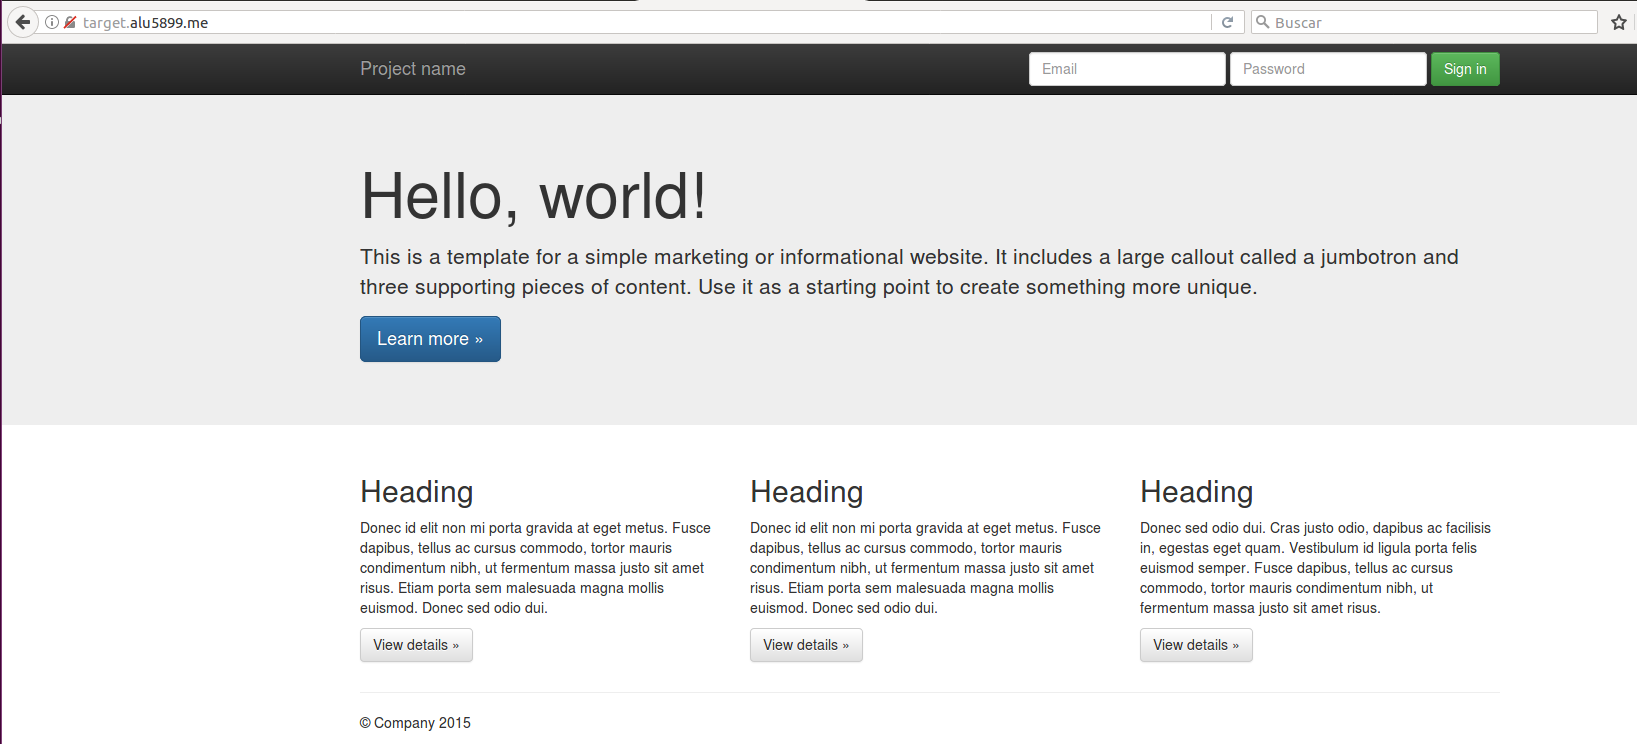 target.alu5899.me
Buscar
Project name
Email
Password
Sign in
Hello, world!
This is a template for a simple marketing or informational website. It includes a large callout called a jumbotron and
three supporting pieces of content. Use it as a starting point to create something more unique.
Learn more »
Heading
Donec id elit non mi porta gravida at eget metus. Fusce
dapibus, tellus ac cursus commodo, tortor mauris
condimentum nibh, ut fermentum massa justo sit amet
risus. Etiam porta sem malesuada magna mollis
euismod. Donec sed odio dui.
View details »
Heading
Donec id elit non mi porta gravida at eget metus. Fusce
dapibus, tellus ac cursus commodo, tortor mauris
condimentum nibh, ut fermentum massa justo sit amet
risus. Etiam porta sem malesuada magna mollis
euismod. Donec sed odio dui.
View details »
Heading
Donec sed odio dui. Cras justo odio, dapibus ac facilisis
in, egestas eget quam. Vestibulum id ligula porta felis
euismod semper. Fusce dapibus, tellus ac cursus
commodo, tortor mauris condimentum nibh, ut
fermentum massa justo sit amet risus.
View details »
© Company 2015